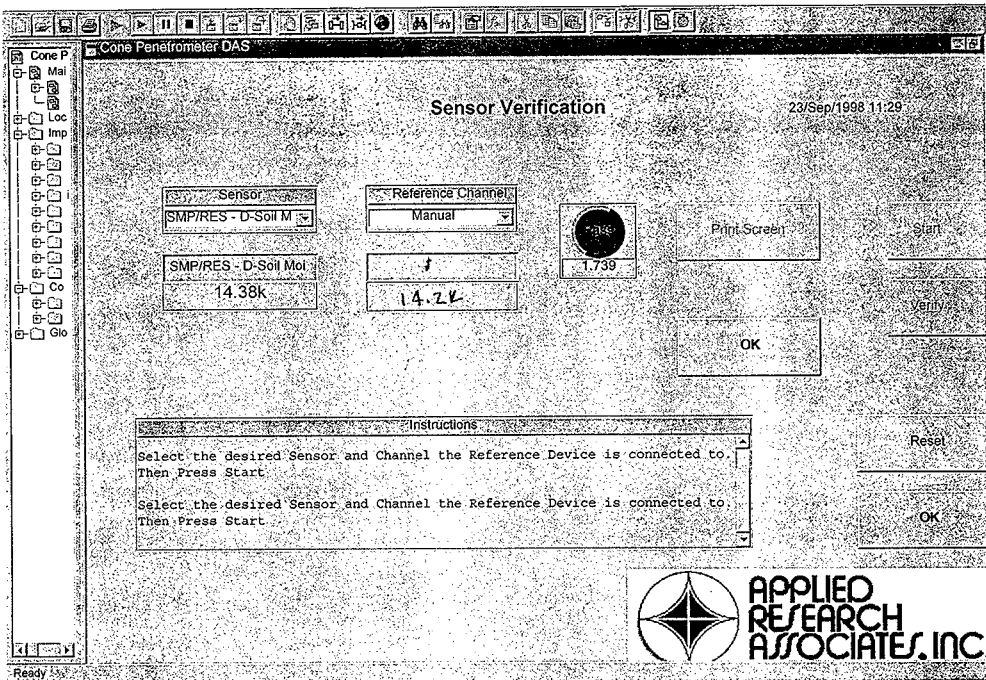 Cone Penetrometer DAS
Cone P
Mai
Loc
Imp
i
Co
Glo
Sensor Verification
23/Sep/1998 11:29
Sensor
Reference Channel
SMP/RES - D-Soil M
Manual
Print Screen
Start
SMP/RES - D-Soil Moi
1.739
14.38k
14.2K
Verify
OK
Instructions
Select the desired Sensor and Channel the Reference Device is connected to.
Then Press Start
Select the desired Sensor and Channel the Reference Device is connected to.
Then Press Start
Reset
OK
APPLIED
RESEARCH
ASSOCIATES, INC
Ready